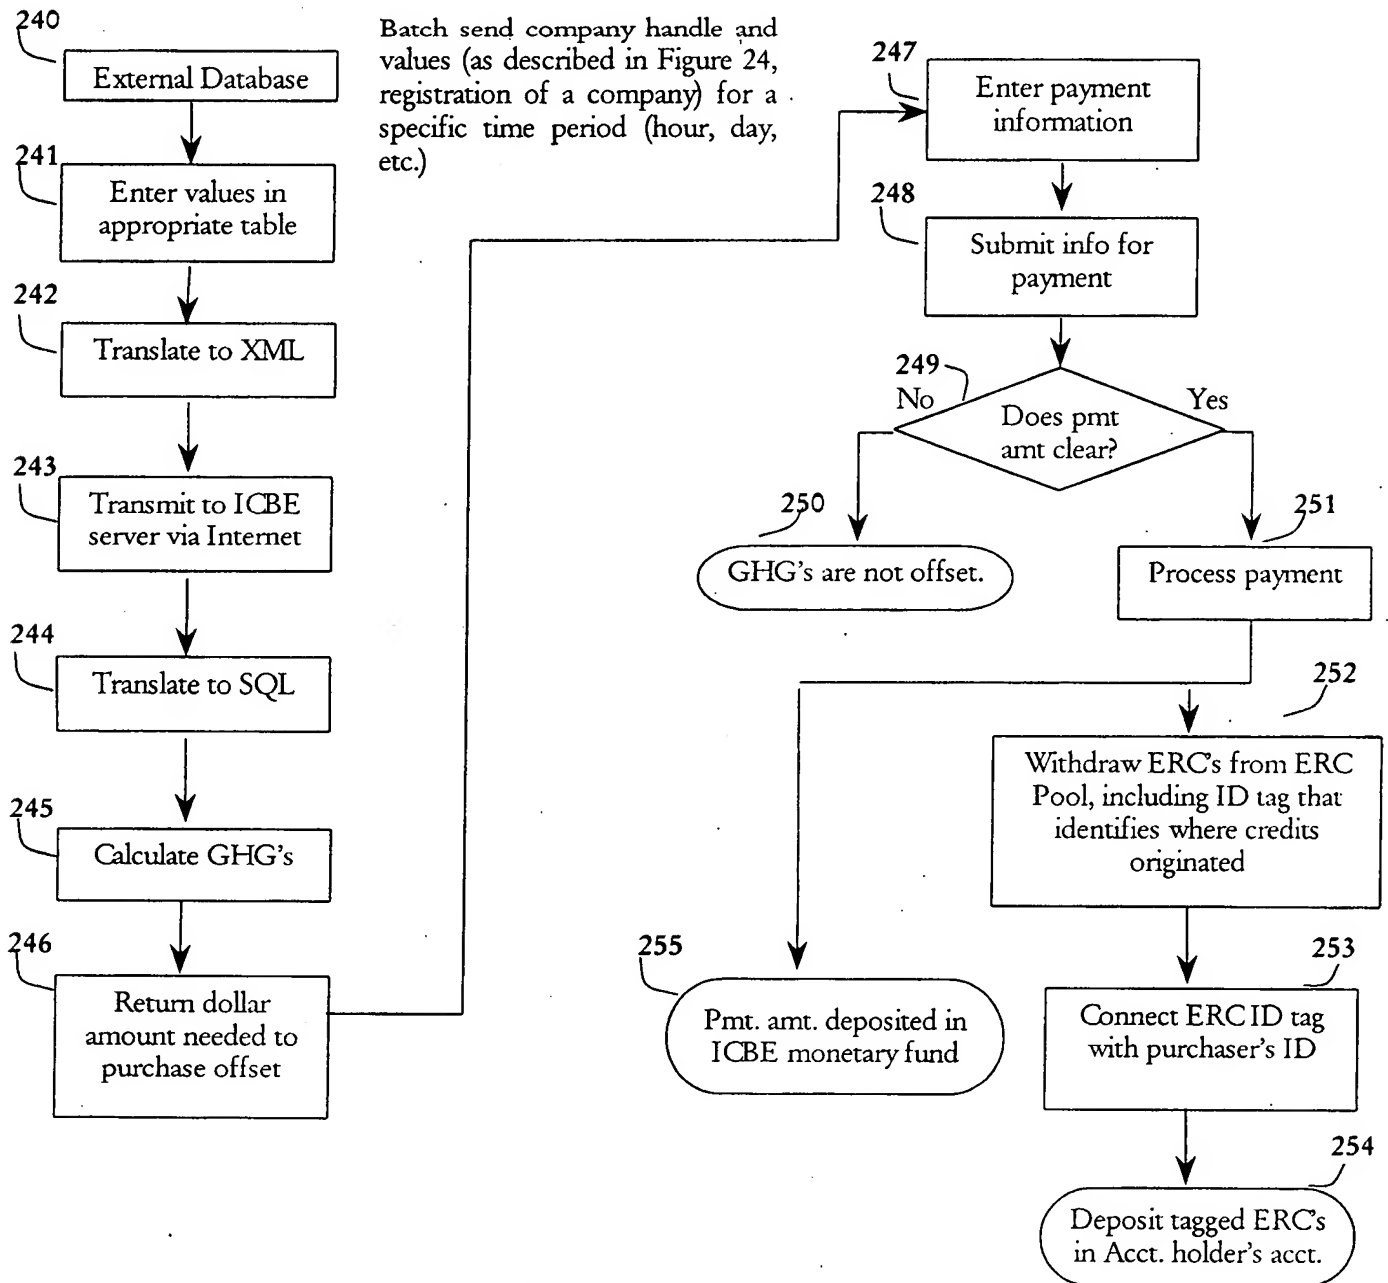 240
External Database
Batch send company handle and
values (as described in Figure 24,
registration of a company) for a
specific time period (hour, day,
etc.)
241
Enter values in
appropriate table
242
Translate to XML
243
Transmit to ICBE
server via Internet
244
Translate to SQL
245
Calculate GHG's
246
Return dollar
amount needed to
purchase offset
247
Enter payment
information
248
Submit info for
payment
249
No
Yes
Does pmt
amt clear?
250
GHG's are not offset.
251
Process payment
252
Withdraw ERC's from ERC
Pool, including ID tag that
identifies where credits
originated
253
Connect ERC ID tag
with purchaser's ID
254
Deposit tagged ERC's
in Acct. holder's acct.
255
Pmt. amt. deposited in
ICBE monetary fund